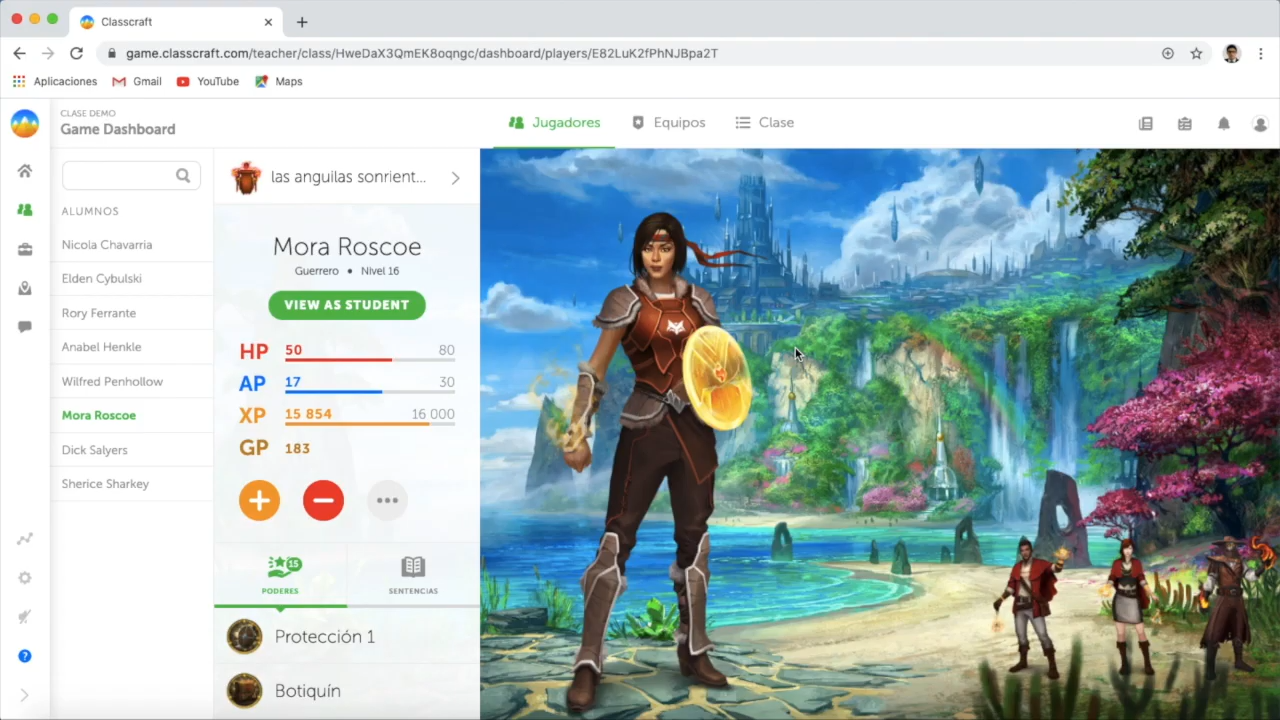 Classcraft
game.classcraft.com/teacher/class/HweDaX3QmEK8oqngc/dashboard/players/E82LuK2fPhNJBpa2T
Aplicaciones Gmail YouTube Maps
CLASE DEMO
Game Dashboard
Jugadores Equipos Clase
ALUMNOS
Nicola Chavarria
Elden Cybulski
Rory Ferrante
Anabel Henkle
Wilfred Penhollow
Mora Roscoe
Dick Salyers
Sherice Sharkey
las anguilas sonrient...
Mora Roscoe
Guerrero • Nivel 16
VIEW AS STUDENT
HP 50 80
AP 17 30
XP 15 854 16 000
GP 183
15
PODERES SENTENCIAS
Protección 1
Botiquín